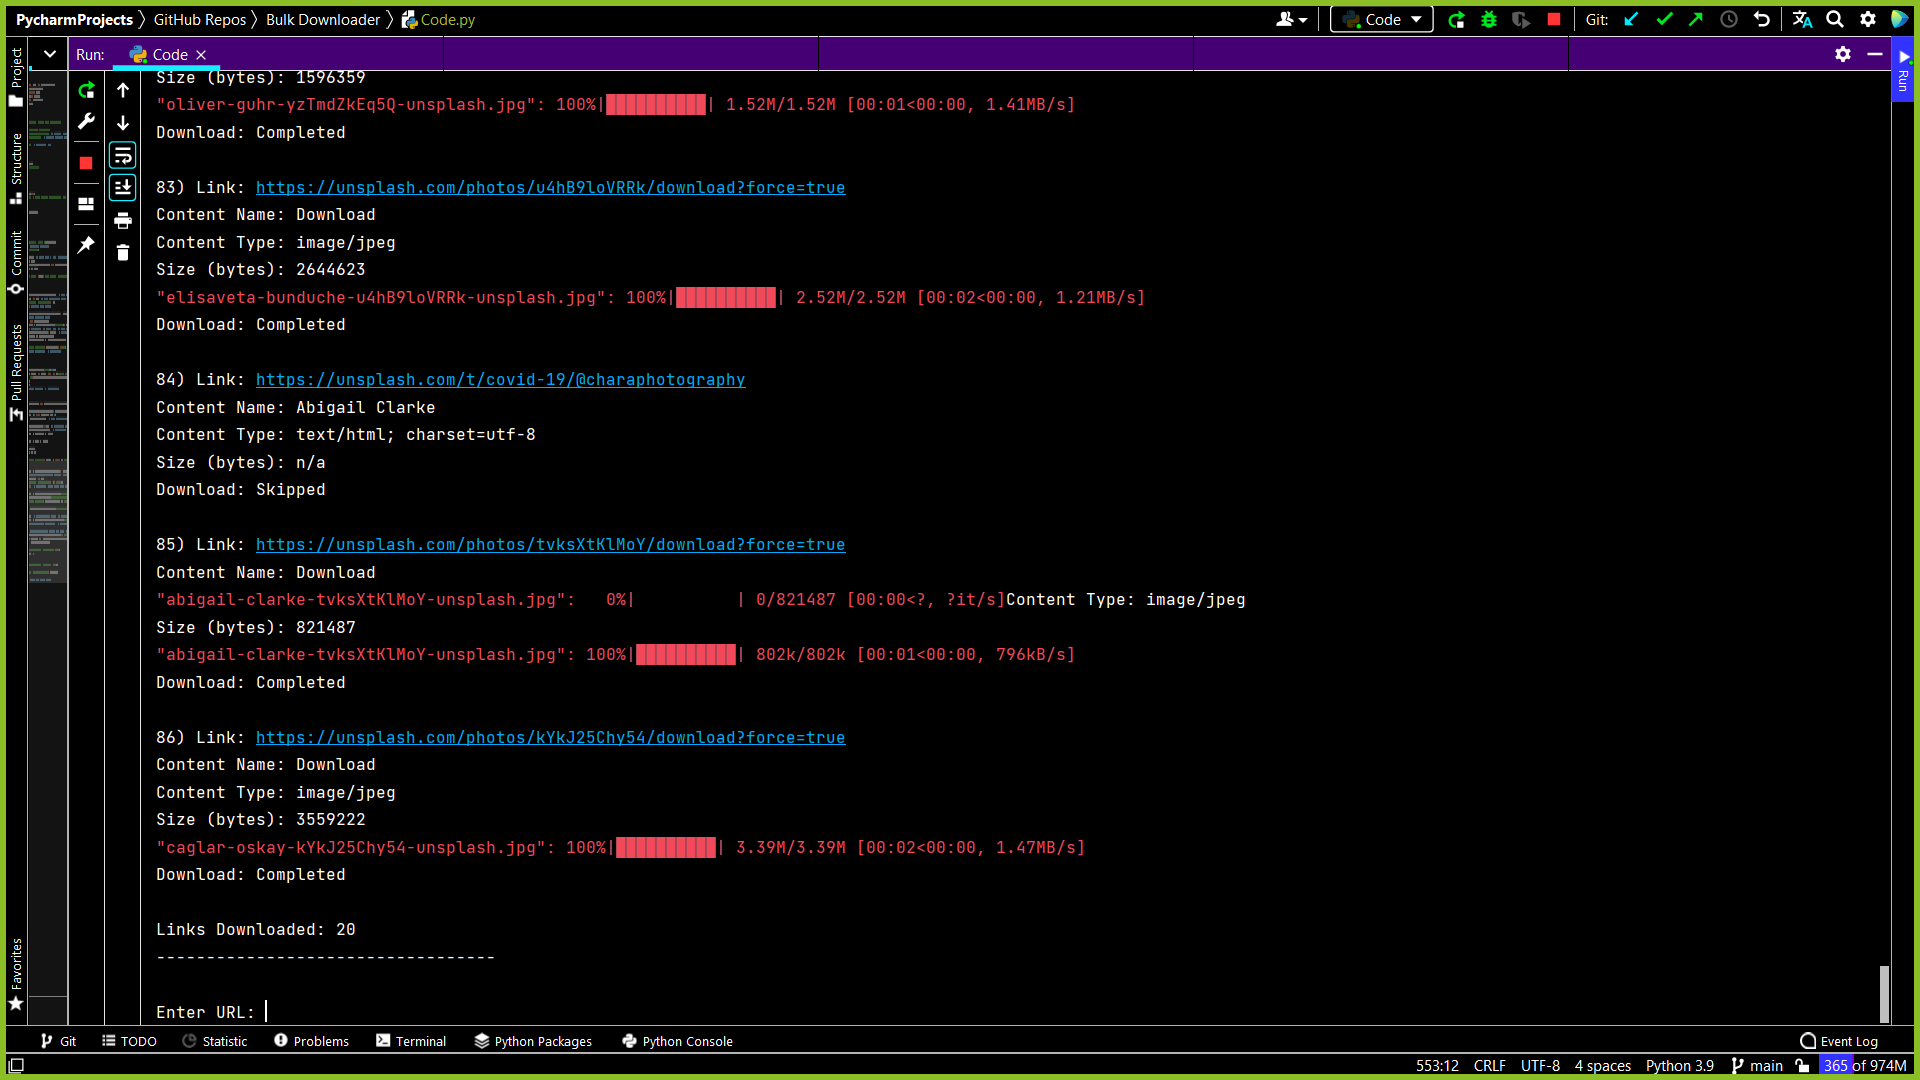 PycharmProjects GitHub Repos Bulk Downloader Code.py Code Git:
Project
Structure
Commit
Pull Requests
Favorites
Run: Code
Run
Size (bytes): 1596359
"oliver-guhr-yzTmdZkEq5Q-unsplash.jpg": 100%|██████████| 1.52M/1.52M [00:01<00:00, 1.41MB/s]
Download: Completed
83) Link: https://unsplash.com/photos/u4hB9loVRRk/download?force=true
Content Name: Download
Content Type: image/jpeg
Size (bytes): 2644623
"elisaveta-bunduche-u4hB9loVRRk-unsplash.jpg": 100%|██████████| 2.52M/2.52M [00:02<00:00, 1.21MB/s]
Download: Completed
84) Link: https://unsplash.com/t/covid-19/@charaphotography
Content Name: Abigail Clarke
Content Type: text/html; charset=utf-8
Size (bytes): n/a
Download: Skipped
85) Link: https://unsplash.com/photos/tvksXtKlMoY/download?force=true
Content Name: Download
"abigail-clarke-tvksXtKlMoY-unsplash.jpg":   0%|          | 0/821487 [00:00<?, ?it/s]Content Type: image/jpeg
Size (bytes): 821487
"abigail-clarke-tvksXtKlMoY-unsplash.jpg": 100%|██████████| 802k/802k [00:01<00:00, 796kB/s]
Download: Completed
86) Link: https://unsplash.com/photos/kYkJ25Chy54/download?force=true
Content Name: Download
Content Type: image/jpeg
Size (bytes): 3559222
"caglar-oskay-kYkJ25Chy54-unsplash.jpg": 100%|██████████| 3.39M/3.39M [00:02<00:00, 1.47MB/s]
Download: Completed
Links Downloaded: 20
----------------------------------
Enter URL:
Git TODO Statistic Problems Terminal Python Packages Python Console Event Log
553:12 CRLF UTF-8 4 spaces Python 3.9 main 365 of 974M